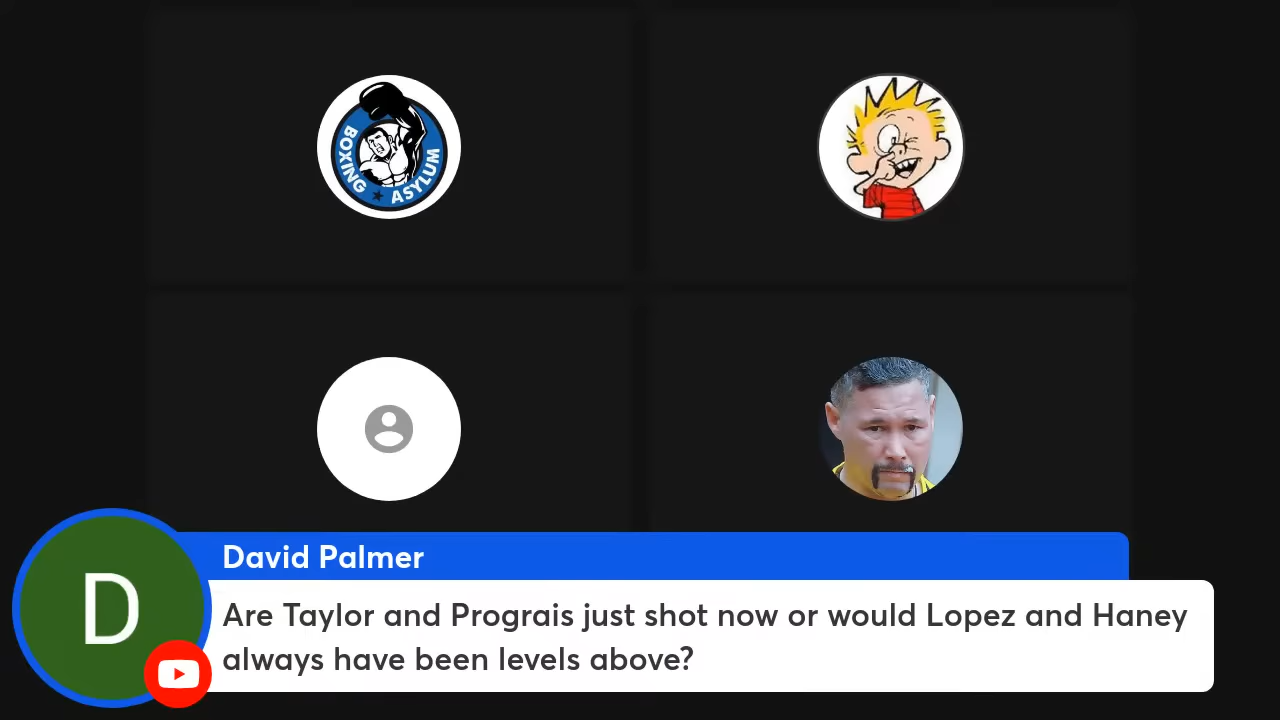 BOXING ASYLUM
David Palmer
D
Are Taylor and Prograis just shot now or would Lopez and Haney
always have been levels above?